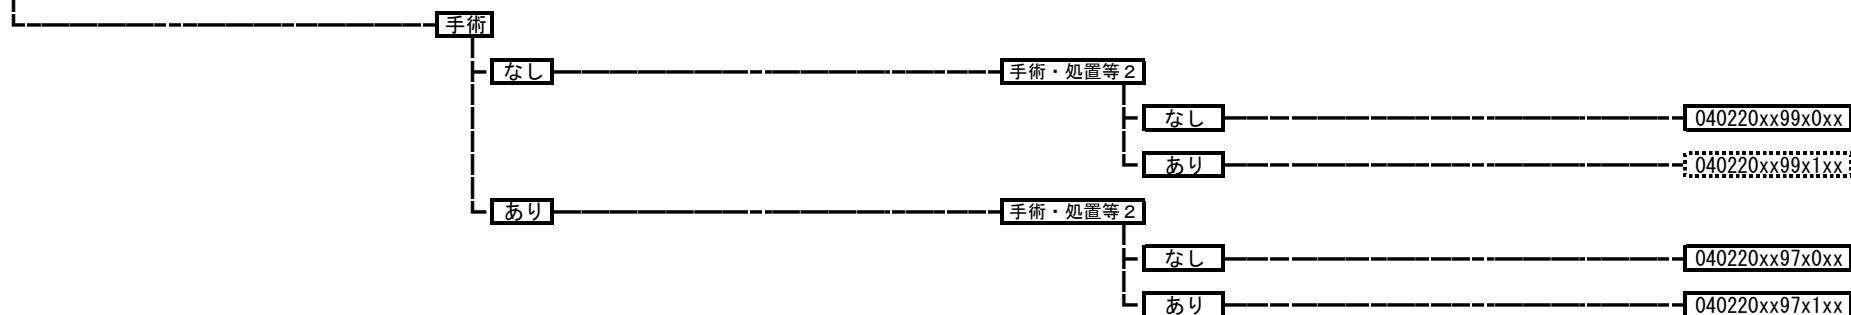 手術
なし 手術・処置等２
なし 040220xx99x0xx
あり 040220xx99x1xx
あり 手術・処置等２
なし 040220xx97x0xx
あり 040220xx97x1xx